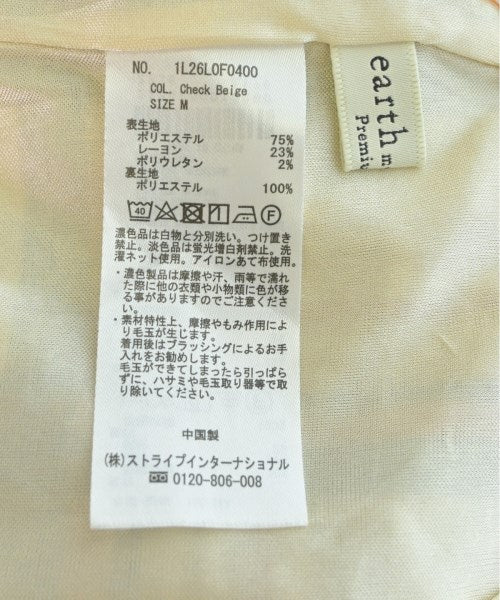 NO. 1L26L0F0400
COL. Check Beige
SIZE M
表生地
ポリエステル 75%
レーヨン 23%
ポリウレタン 2%
裏生地
ポリエステル 100%
40 F
濃色品は白物と分別洗い。つけ置き
禁止。淡色品は蛍光増白剤禁止。洗
濯ネット使用。アイロンあて布使用。
・濃色製品は摩擦や汗、雨等で濡れ
た際に他の衣類や小物類に色が移
る事がありますのでご注意くださ
い。
・素材特性上、摩擦やもみ作用によ
り毛玉が生じます。
着用後はブラッシングによるお手
入れをお勧めします。
毛玉ができてしまったら引っぱら
ずに、ハサミや毛玉取り器等で取
り除いてください。
中国製
(株)ストライプインターナショナル
0120-806-008
earth m
Premiu